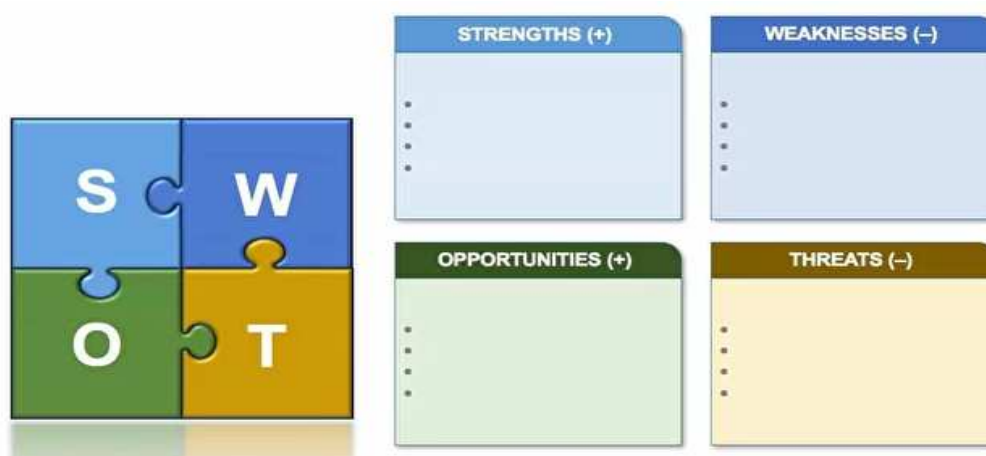 S
W
O
T
STRENGTHS (+)
WEAKNESSES (–)
OPPORTUNITIES (+)
THREATS (–)